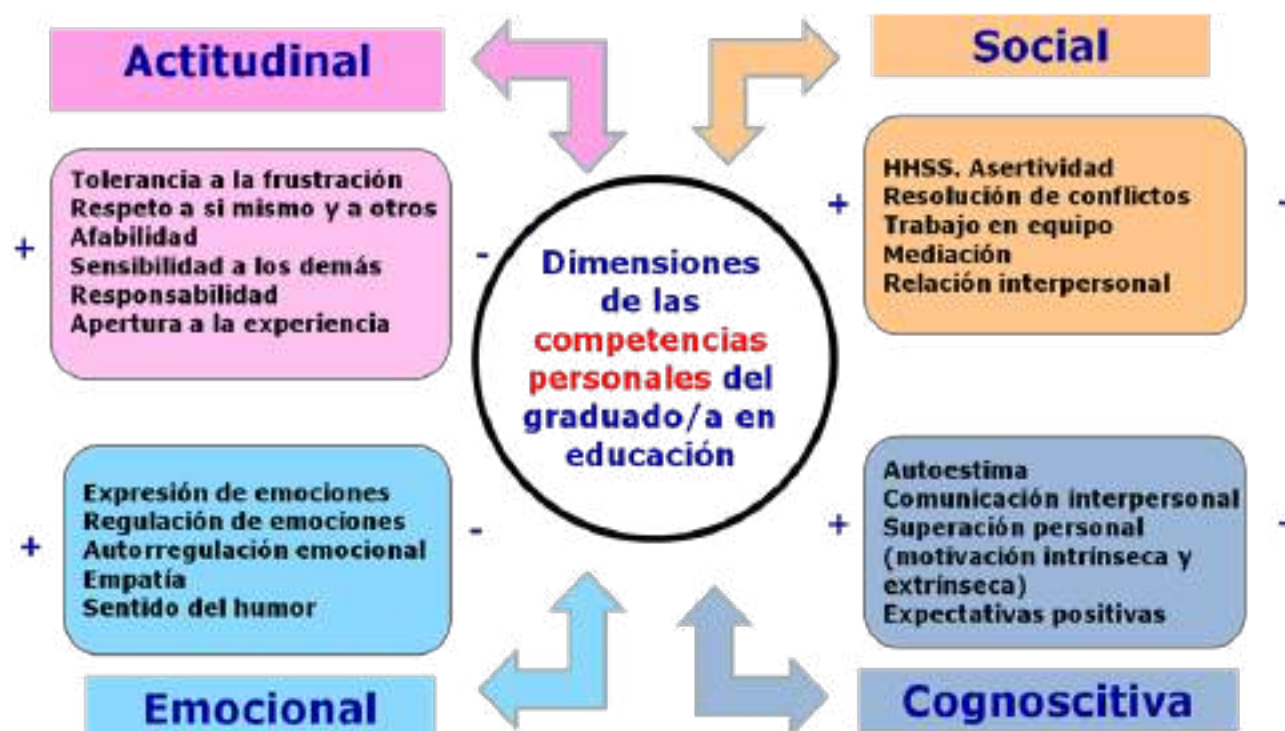 Actitudinal
Tolerancia a la frustración
Respeto a si mismo y a otros
Afabilidad
Sensibilidad a los demás
Responsabilidad
Apertura a la experiencia
+
-
Social
HHSS. Asertividad
Resolución de conflictos
Trabajo en equipo
Mediación
Relación interpersonal
+
-
Dimensiones
de las
competencias
personales del
graduado/a en
educación
Expresión de emociones
Regulación de emociones
Autorregulación emocional
Empatía
Sentido del humor
+
-
Emocional
Autoestima
Comunicación interpersonal
Superación personal
(motivación intrínseca y
extrínseca)
Expectativas positivas
+
-
Cognoscitiva